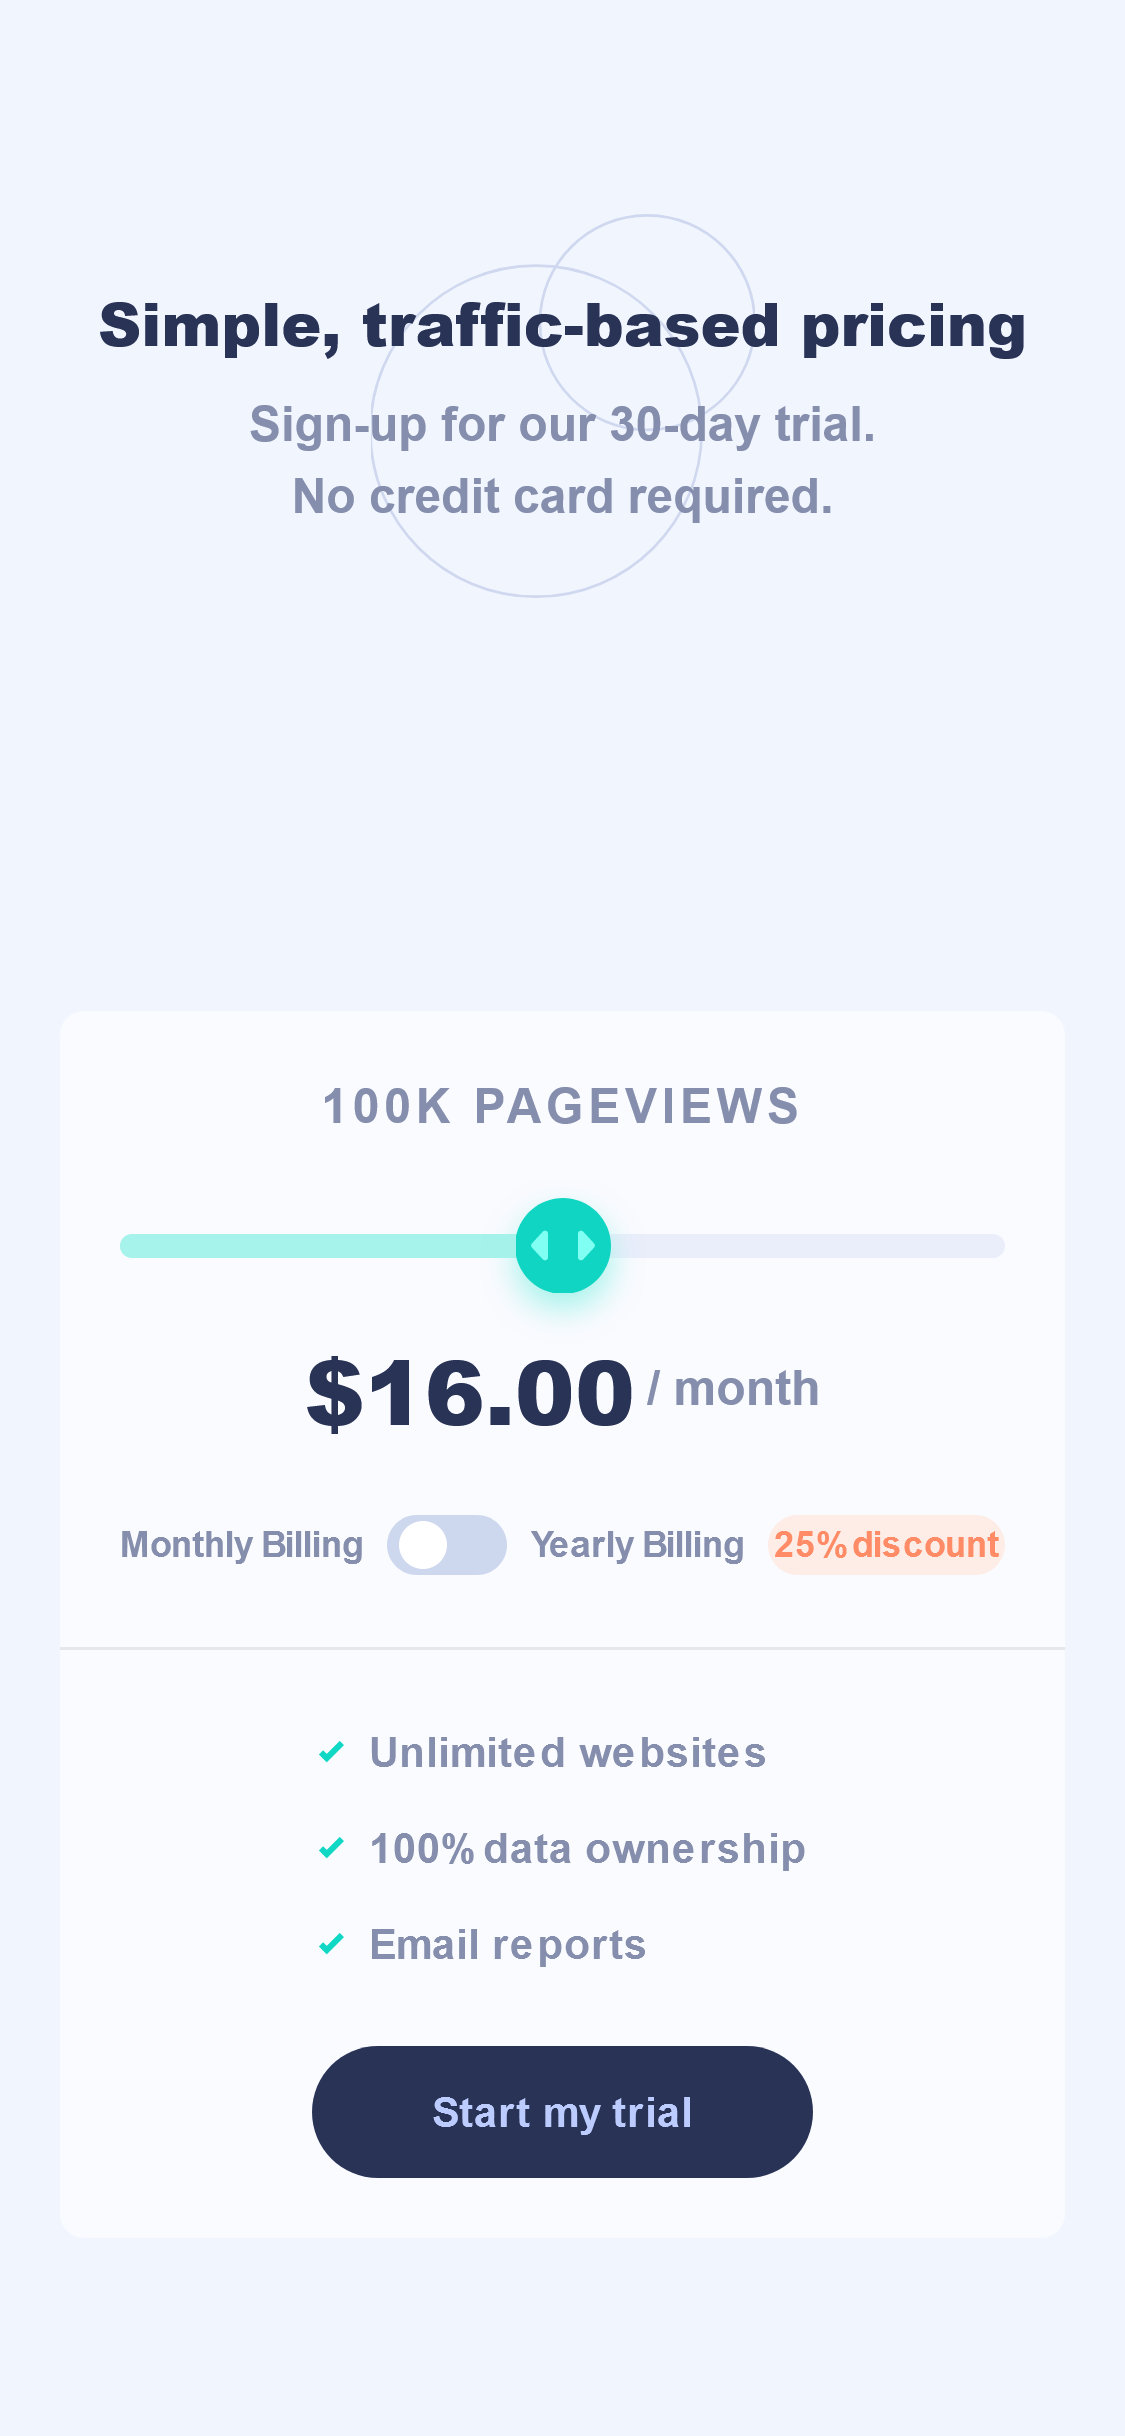 Simple, traffic-based pricing
Sign-up for our 30-day trial.
No credit card required.
100K PAGEVIEWS
$16.00 / month
Monthly Billing Yearly Billing 25% discount
Unlimited websites
100% data ownership
Email reports
Start my trial